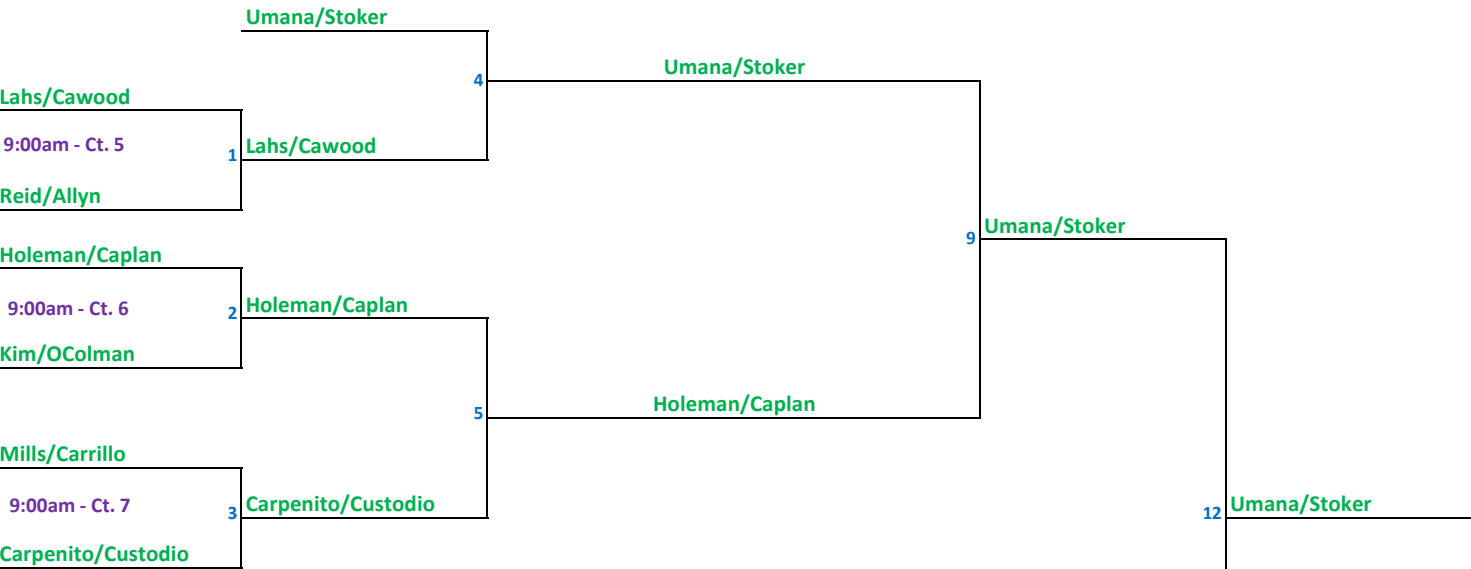 Umana/Stoker
Umana/Stoker
4
Lahs/Cawood
9:00am - Ct. 5
1
Lahs/Cawood
Reid/Allyn
Umana/Stoker
9
Holeman/Caplan
9:00am - Ct. 6
2
Holeman/Caplan
Kim/OColman
Holeman/Caplan
5
Mills/Carrillo
9:00am - Ct. 7
3
Carpenito/Custodio
12
Umana/Stoker
Carpenito/Custodio